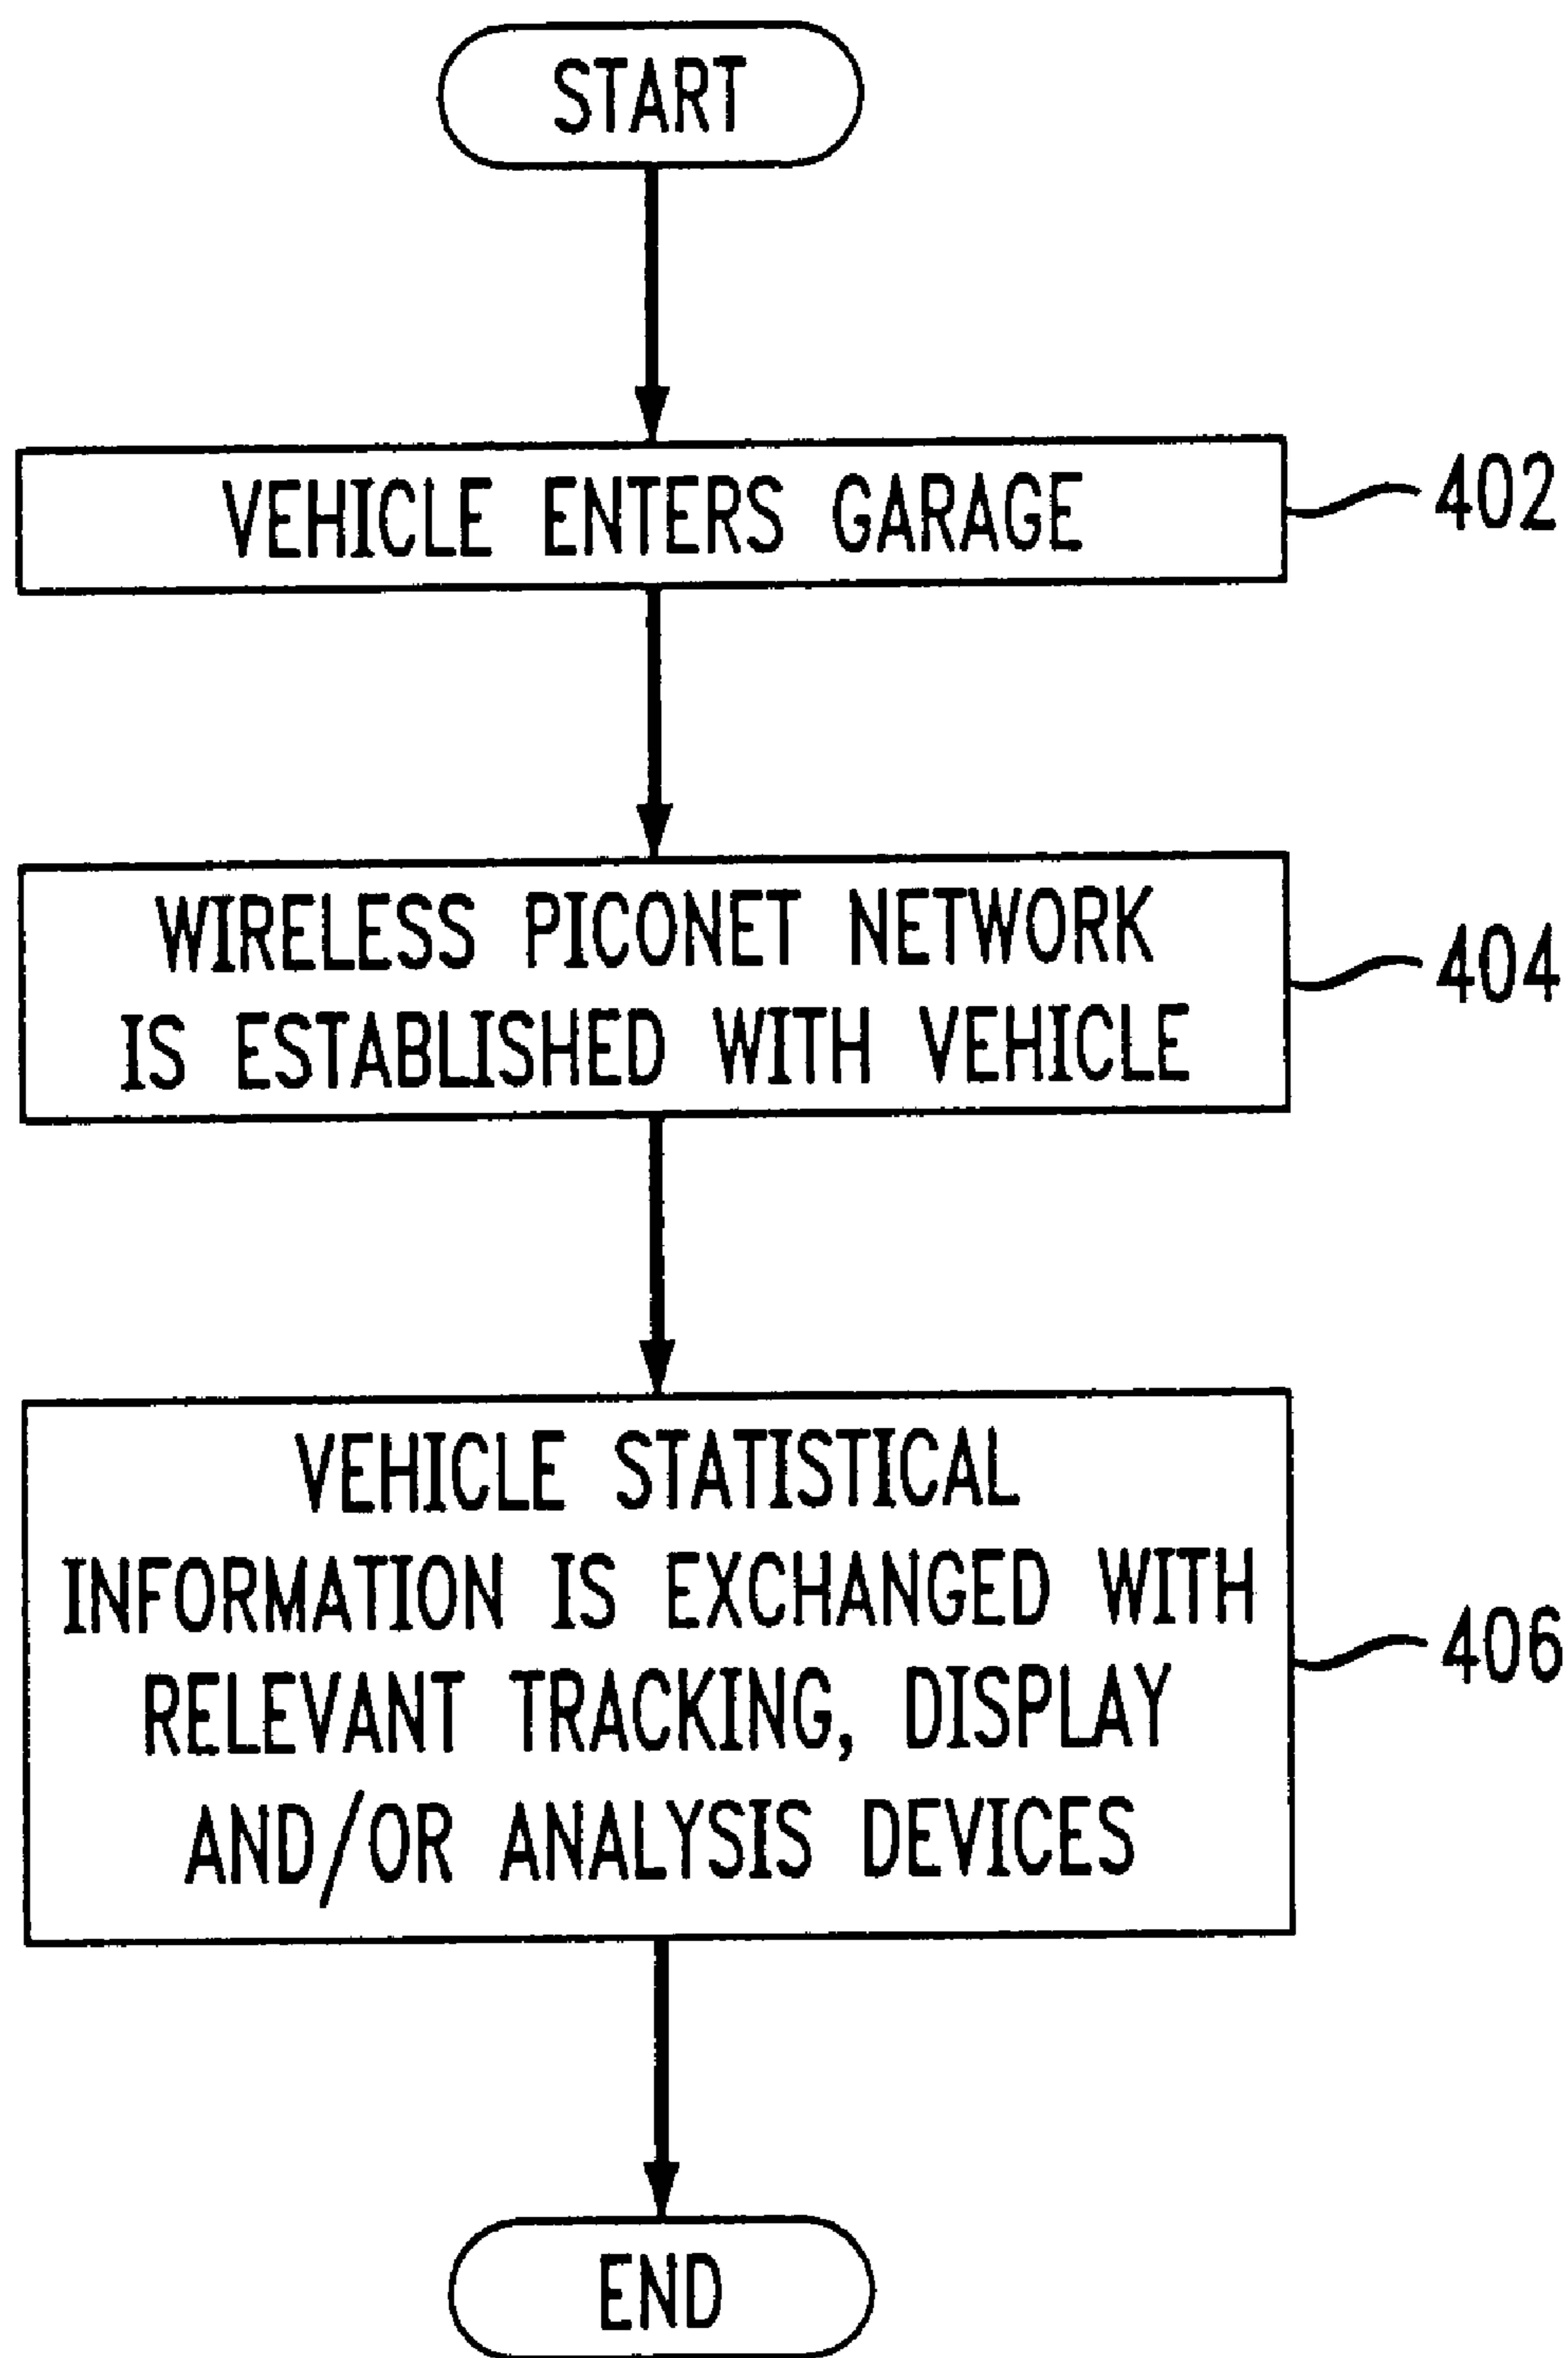 START
VEHICLE ENTERS GARAGE
402
WIRELESS PICONET NETWORK
IS ESTABLISHED WITH VEHICLE
404
VEHICLE STATISTICAL
INFORMATION IS EXCHANGED WITH
RELEVANT TRACKING, DISPLAY
AND/OR ANALYSIS DEVICES
406
END